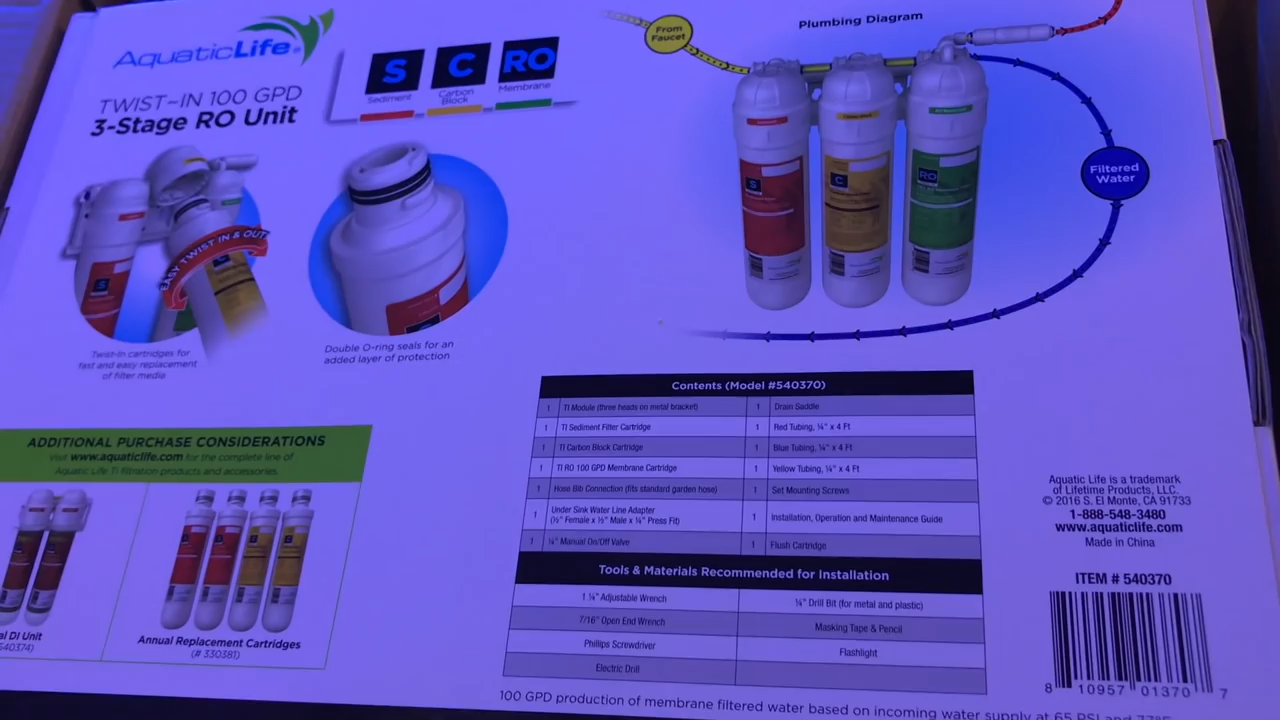 AquaticLife
TWIST-IN 100 GPD
3-Stage RO Unit
S
Sediment
C
Carbon
Block
RO
Membrane
EASY TWIST IN & OUT
Twist-in cartridges for
fast and easy replacement
of filter media
Double O-ring seals for an
added layer of protection
Plumbing Diagram
From
Faucet
Filtered
Water
S
C
RO
ADDITIONAL PURCHASE CONSIDERATIONS
Visit www.aquaticlife.com for the complete line of
Aquatic Life TI filtration products and accessories.
DI Unit
540374)
Annual Replacement Cartridges
(# 330381)
Contents (Model #540370)
1 TI Module (three heads on metal bracket) 1 Drain Saddle
1 TI Sediment Filter Cartridge 1 Red Tubing, ¼" x 4 Ft
1 TI Carbon Block Cartridge 1 Blue Tubing, ¼" x 4 Ft
1 TI RO 100 GPD Membrane Cartridge 1 Yellow Tubing, ¼" x 4 Ft
1 Hose Bib Connection (fits standard garden hose) 1 Set Mounting Screws
1 Under Sink Water Line Adapter
(½" Female x ½" Male x ¼" Press Fit) 1 Installation, Operation and Maintenance Guide
1 ¼" Manual On/Off Valve 1 Flush Cartridge
Tools & Materials Recommended for Installation
1 ¼" Adjustable Wrench ¼" Drill Bit (for metal and plastic)
7/16" Open End Wrench Masking Tape & Pencil
Phillips Screwdriver Flashlight
Electric Drill
100 GPD production of membrane filtered water based on incoming water supply at 65 PSI and 77°F
Aquatic Life is a trademark
of Lifetime Products, LLC.
© 2016 S. El Monte, CA 91733
1-888-548-3480
www.aquaticlife.com
Made in China
ITEM # 540370
8 10957 01370 7